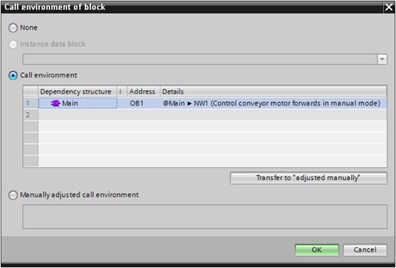 Call environment of block
None
Instance data block
Call environment
Dependency structure ! Address Details
1 Main OB1 @Main ▶ NW1 (Control conveyor motor forwards in manual mode)
2
Transfer to "adjusted manually"
Manually adjusted call environment
OK Cancel